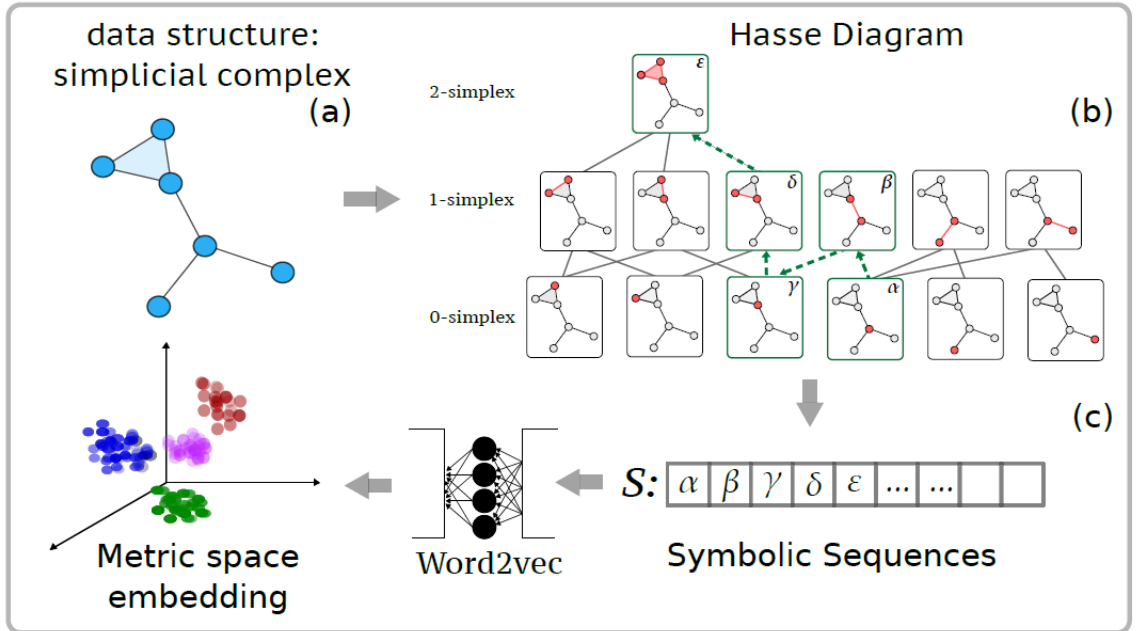 data structure:
simplicial complex
(a)
Hasse Diagram
(b)
2-simplex
ε
1-simplex
δ
β
0-simplex
γ
α
(c)
S: α β γ δ ε ... ...
Symbolic Sequences
Word2vec
Metric space
embedding